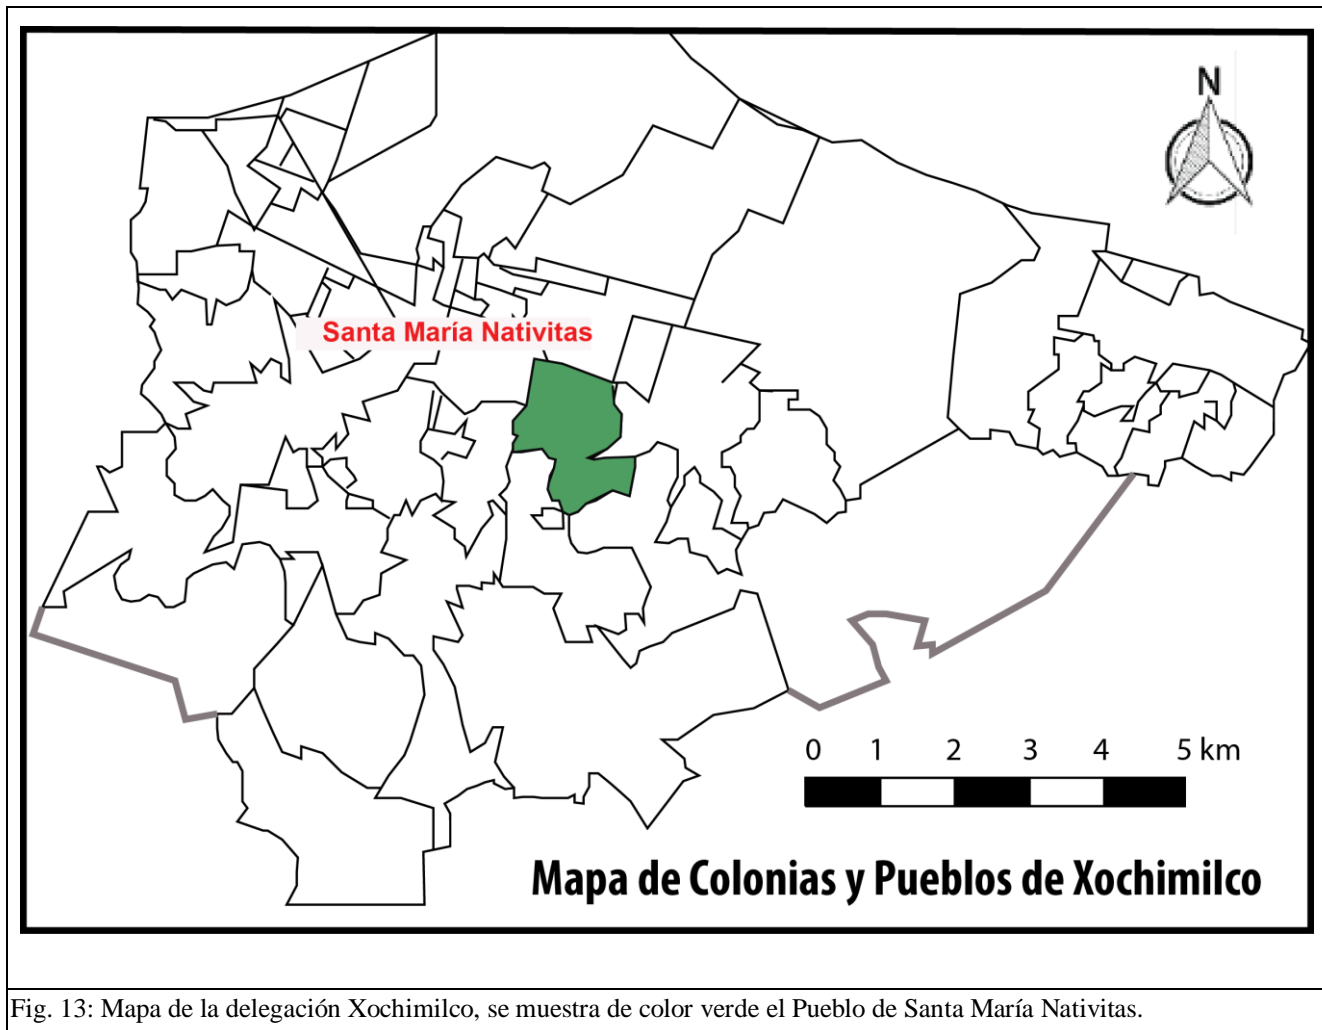 N
Santa María Nativitas
0 1 2 3 4 5 km
Mapa de Colonias y Pueblos de Xochimilco
Fig. 13: Mapa de la delegación Xochimilco, se muestra de color verde el Pueblo de Santa María Nativitas.